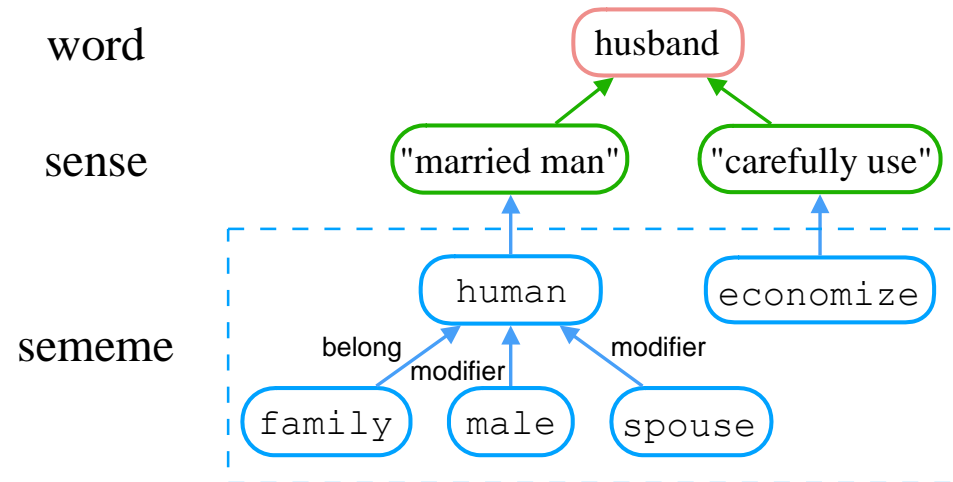 word
husband
sense
"married man"
"carefully use"
sememe
human
economize
belong
modifier
modifier
family
male
spouse